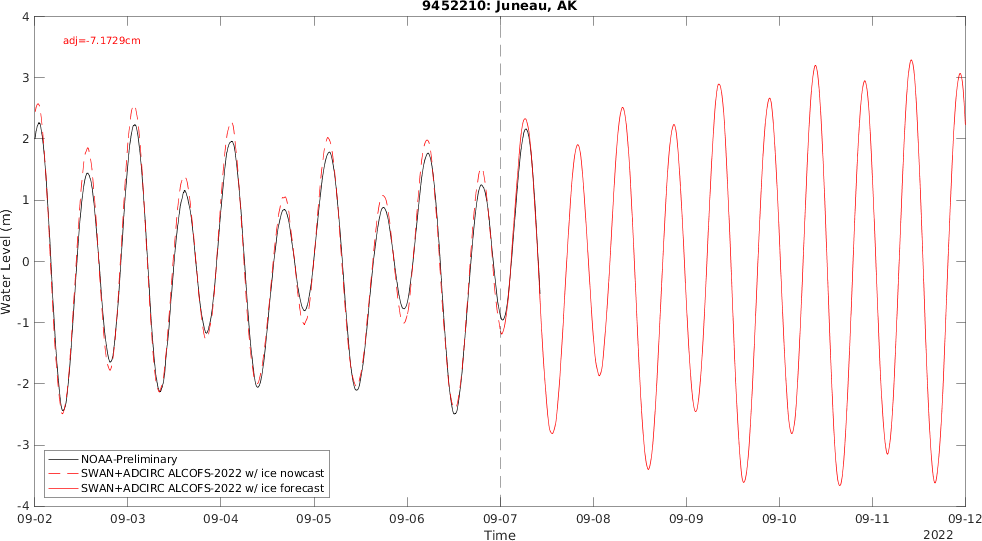 9452210: Juneau, AK
adj=-7.1729cm
Water Level (m)
4
3
2
1
0
-1
-2
-3
-4
NOAA-Preliminary
SWAN+ADCIRC ALCOFS-2022 w/ ice nowcast
SWAN+ADCIRC ALCOFS-2022 w/ ice forecast
09-02 09-03 09-04 09-05 09-06 09-07 09-08 09-09 09-10 09-11 09-12
Time
2022